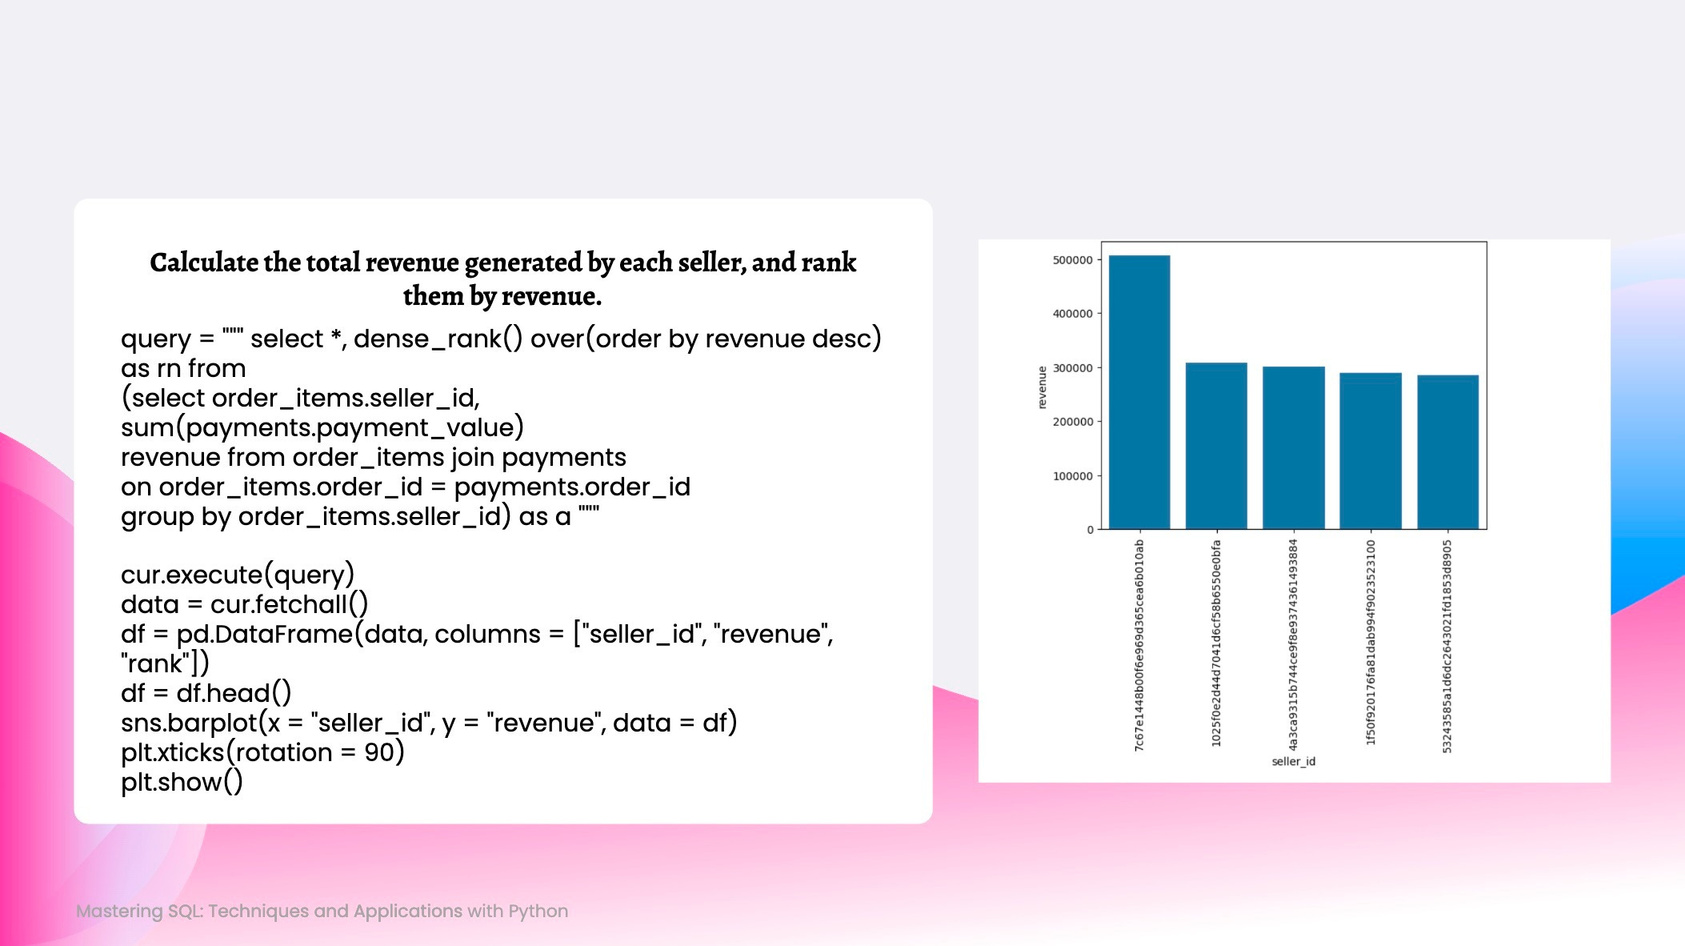 Calculate the total revenue generated by each seller, and rank
them by revenue.
query = """ select *, dense_rank() over(order by revenue desc)
as rn from
(select order_items.seller_id,
sum(payments.payment_value)
revenue from order_items join payments
on order_items.order_id = payments.order_id
group by order_items.seller_id) as a """
cur.execute(query)
data = cur.fetchall()
df = pd.DataFrame(data, columns = ["seller_id", "revenue",
"rank"])
df = df.head()
sns.barplot(x = "seller_id", y = "revenue", data = df)
plt.xticks(rotation = 90)
plt.show()
500000
400000
300000
200000
100000
0
revenue
7c67e1448b00f6e969d365cea6b010ab
1025f0e2d44d7041d6cf58b6550e0bfa
4a3ca9315b744ce9f8e9374361493884
1f50f920176fa81dab994f9023523100
53243585a1d6dc2643021fd1853d8905
seller_id
Mastering SQL: Techniques and Applications with Python